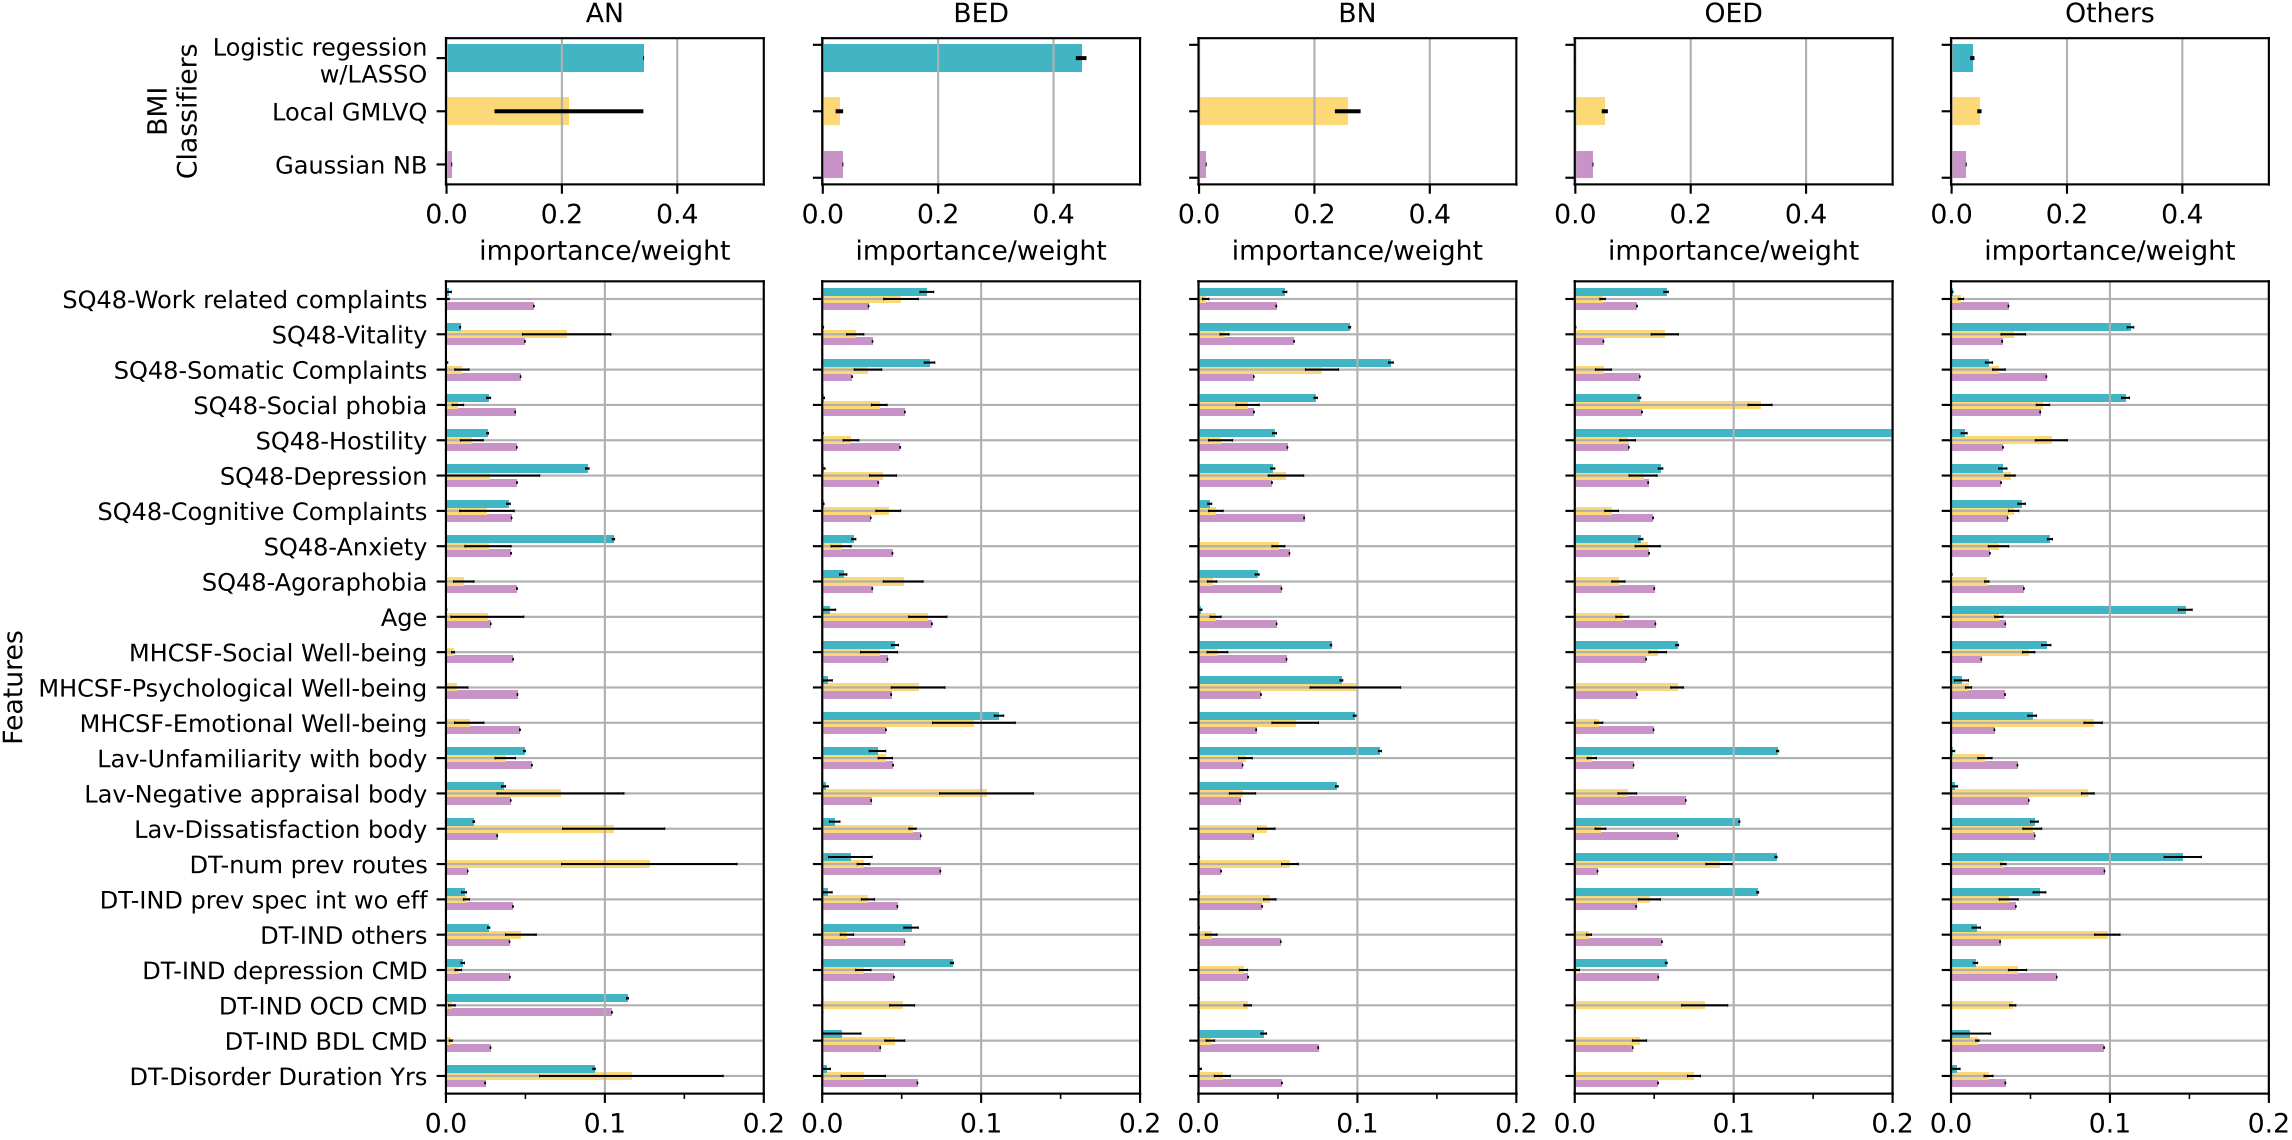 AN BED BN OED Others
BMI
Classifiers
Logistic regession
w/LASSO
Local GMLVQ
Gaussian NB
0.0 0.2 0.4 0.0 0.2 0.4 0.0 0.2 0.4 0.0 0.2 0.4 0.0 0.2 0.4
importance/weight importance/weight importance/weight importance/weight importance/weight
Features
SQ48-Work related complaints
SQ48-Vitality
SQ48-Somatic Complaints
SQ48-Social phobia
SQ48-Hostility
SQ48-Depression
SQ48-Cognitive Complaints
SQ48-Anxiety
SQ48-Agoraphobia
Age
MHCSF-Social Well-being
MHCSF-Psychological Well-being
MHCSF-Emotional Well-being
Lav-Unfamiliarity with body
Lav-Negative appraisal body
Lav-Dissatisfaction body
DT-num prev routes
DT-IND prev spec int wo eff
DT-IND others
DT-IND depression CMD
DT-IND OCD CMD
DT-IND BDL CMD
DT-Disorder Duration Yrs
0.0 0.1 0.2 0.0 0.1 0.2 0.0 0.1 0.2 0.0 0.1 0.2 0.0 0.1 0.2